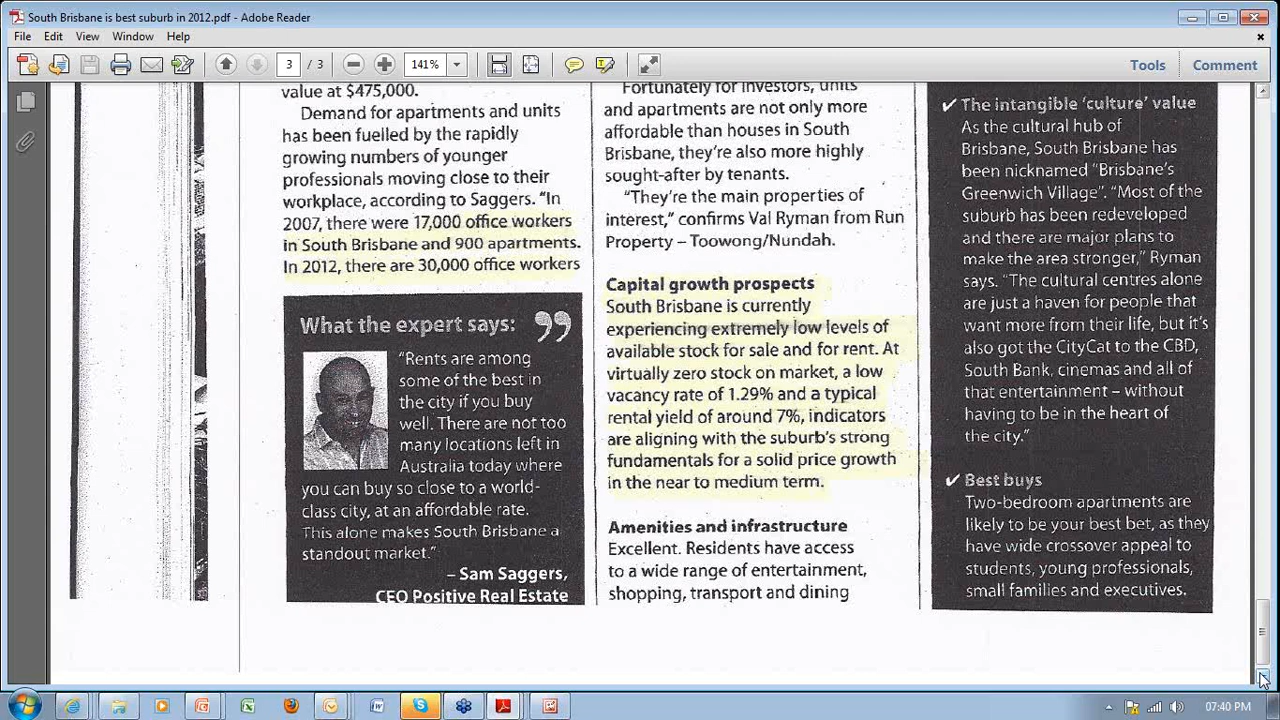 South Brisbane is best suburb in 2012.pdf - Adobe Reader
File Edit View Window Help
3 / 3
141%
Tools
Comment
value at $475,000.
Demand for apartments and units
has been fuelled by the rapidly
growing numbers of younger
professionals moving close to their
workplace, according to Saggers. "In
2007, there were 17,000 office workers
in South Brisbane and 900 apartments.
In 2012, there are 30,000 office workers
What the expert says:
"Rents are among
some of the best in
the city if you buy
well. There are not too
many locations left in
Australia today where
you can buy so close to a world-
class city, at an affordable rate.
This alone makes South Brisbane a
standout market."
– Sam Saggers,
CEO Positive Real Estate
Fortunately for investors, units
and apartments are not only more
affordable than houses in South
Brisbane, they're also more highly
sought-after by tenants.
"They're the main properties of
interest," confirms Val Ryman from Run
Property – Toowong/Nundah.
Capital growth prospects
South Brisbane is currently
experiencing extremely low levels of
available stock for sale and for rent. At
virtually zero stock on market, a low
vacancy rate of 1.29% and a typical
rental yield of around 7%, indicators
are aligning with the suburb's strong
fundamentals for a solid price growth
in the near to medium term.
Amenities and infrastructure
Excellent. Residents have access
to a wide range of entertainment,
shopping, transport and dining
✔ The intangible 'culture' value
As the cultural hub of
Brisbane, South Brisbane has
been nicknamed "Brisbane's
Greenwich Village". "Most of the
suburb has been redeveloped
and there are major plans to
make the area stronger," Ryman
says. "The cultural centres alone
are just a haven for people that
want more from their life, but it's
also got the CityCat to the CBD,
South Bank, cinemas and all of
that entertainment – without
having to be in the heart of
the city."
✔ Best buys
Two-bedroom apartments are
likely to be your best bet, as they
have wide crossover appeal to
students, young professionals,
small families and executives.
07:40 PM